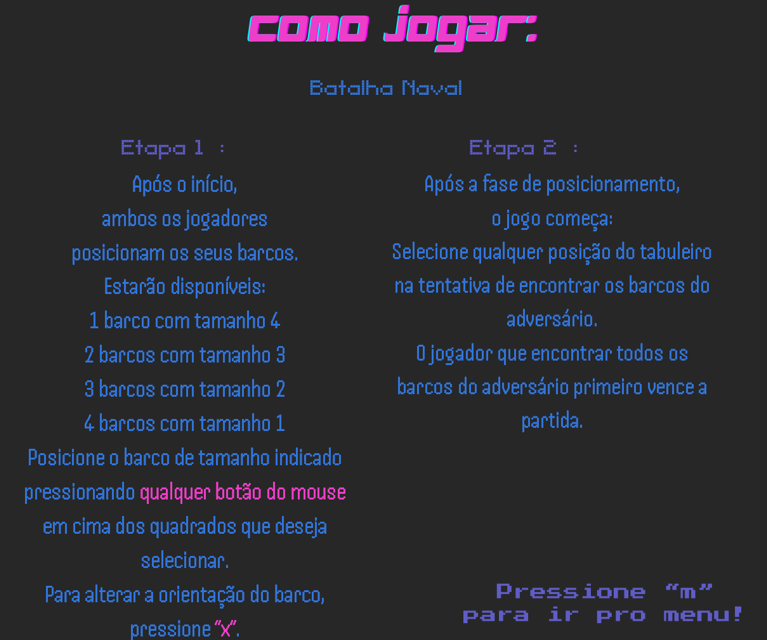 como jogar:
Batalha Naval
Etapa 1 :
Após o início,
ambos os jogadores
posicionam os seus barcos.
Estarão disponíveis:
1 barco com tamanho 4
2 barcos com tamanho 3
3 barcos com tamanho 2
4 barcos com tamanho 1
Posicione o barco de tamanho indicado
pressionando qualquer botão do mouse
em cima dos quadrados que deseja
selecionar.
Para alterar a orientação do barco,
pressione “x”.
Etapa 2 :
Após a fase de posicionamento,
o jogo começa:
Selecione qualquer posição do tabuleiro
na tentativa de encontrar os barcos do
adversário.
O jogador que encontrar todos os
barcos do adversário primeiro vence a
partida.
Pressione “m”
para ir pro menu!